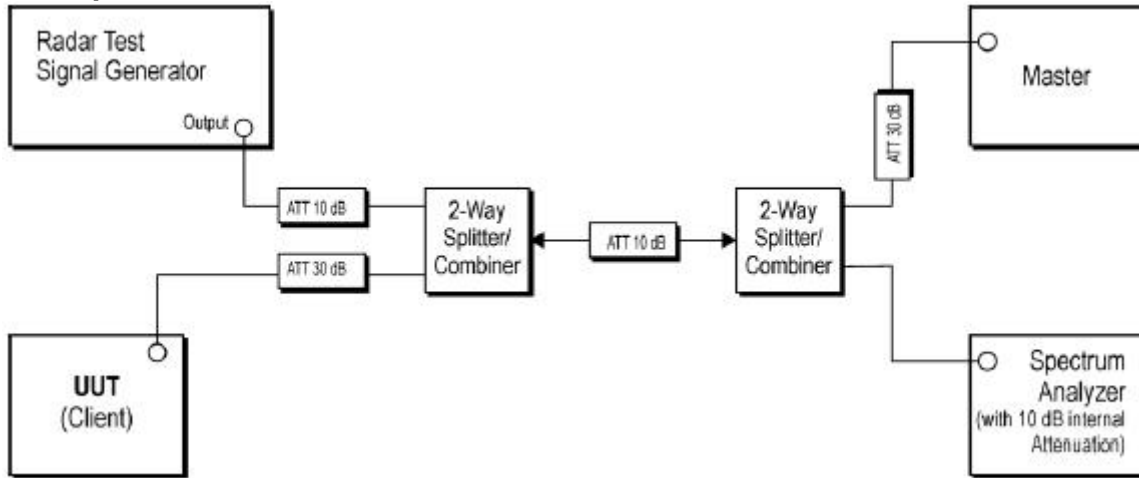 Radar Test
Signal Generator
Output
ATT 10 dB
ATT 30 dB
UUT
(Client)
2-Way
Splitter/
Combiner
ATT 10 dB
2-Way
Splitter/
Combiner
ATT 30 dB
Master
Spectrum
Analyzer
(with 10 dB internal
Attenuation)